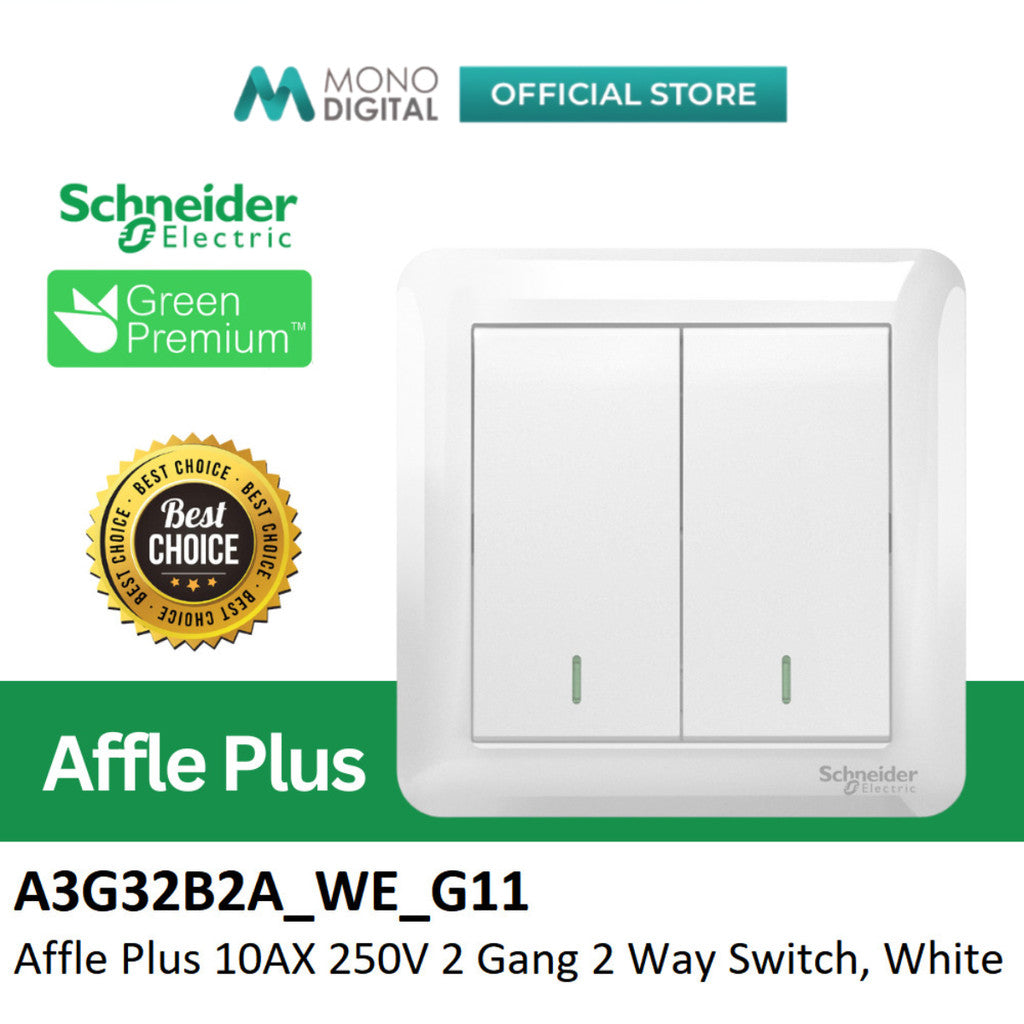 MONO
DIGITAL
OFFICIAL STORE
Schneider
Electric
Green
Premium™
BEST CHOICE · BEST CHOICE · BEST CHOICE · BEST CHOICE ·
Best
CHOICE
Affle Plus
Schneider
Electric
A3G32B2A_WE_G11
Affle Plus 10AX 250V 2 Gang 2 Way Switch, White